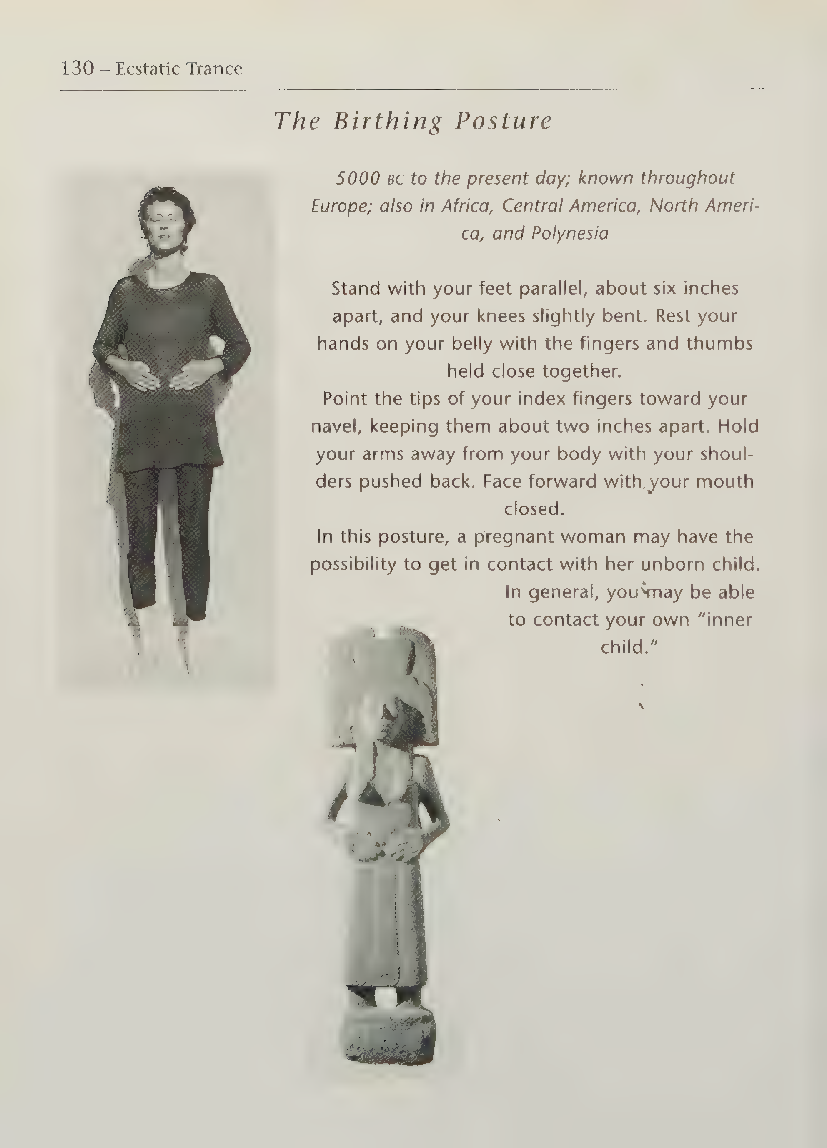 130 – Ecstatic Trance
The Birthing Posture
5000 BC to the present day; known throughout
Europe; also in Africa, Central America, North Ameri-
ca, and Polynesia
Stand with your feet parallel, about six inches
apart, and your knees slightly bent. Rest your
hands on your belly with the fingers and thumbs
held close together.
Point the tips of your index fingers toward your
navel, keeping them about two inches apart. Hold
your arms away from your body with your shoul-
ders pushed back. Face forward with your mouth
closed.
In this posture, a pregnant woman may have the
possibility to get in contact with her unborn child.
In general, you may be able
to contact your own "inner
child."